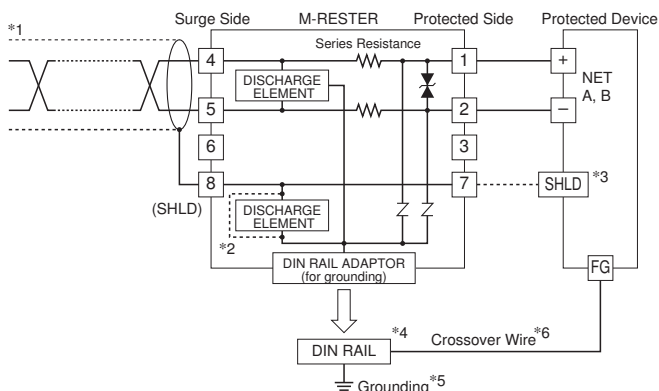 Surge Side M-RESTER Protected Side Protected Device
*1
Series Resistance
4 1 +
DISCHARGE
ELEMENT
NET
A, B
5 2 −
6 3
8 7 SHLD *3
(SHLD)
DISCHARGE
ELEMENT
*2
DIN RAIL ADAPTOR
(for grounding)
FG
*4
Crossover Wire*6
DIN RAIL
Grounding*5